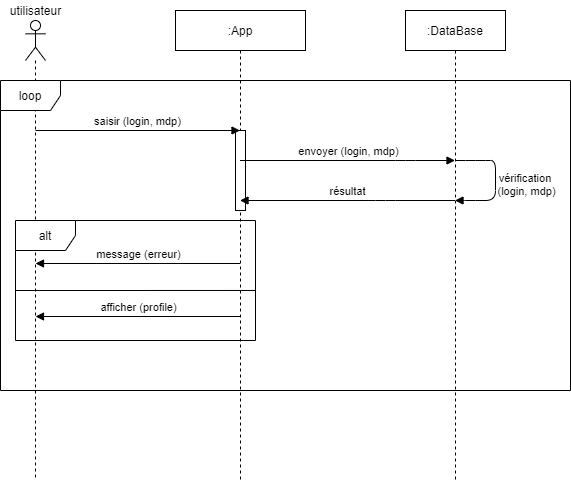 utilisateur
:App
:DataBase
loop
saisir (login, mdp)
envoyer (login, mdp)
vérification
(login, mdp)
résultat
alt
message (erreur)
afficher (profile)